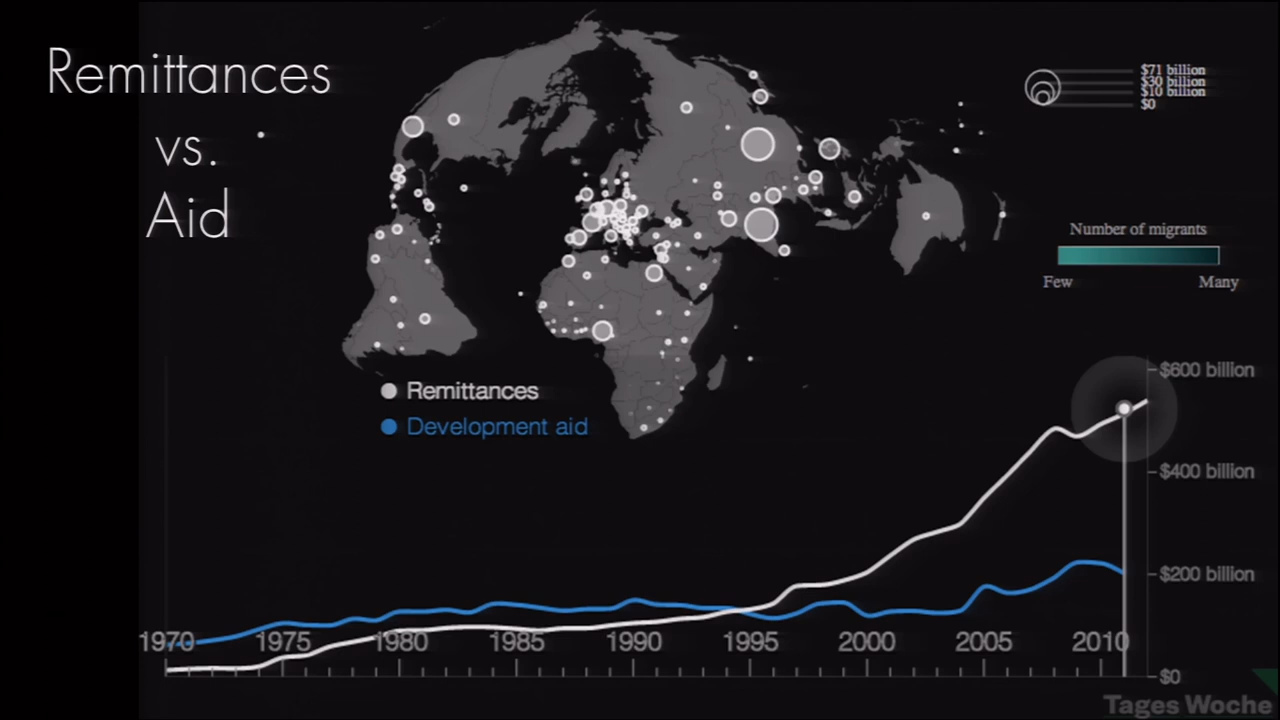 Remittances
vs.
Aid
$71 billion
$30 billion
$10 billion
$0
Number of migrants
Few
Many
Remittances
Development aid
$600 billion
$400 billion
$200 billion
$0
1970
1975
1980
1985
1990
1995
2000
2005
2010
Tages Woche